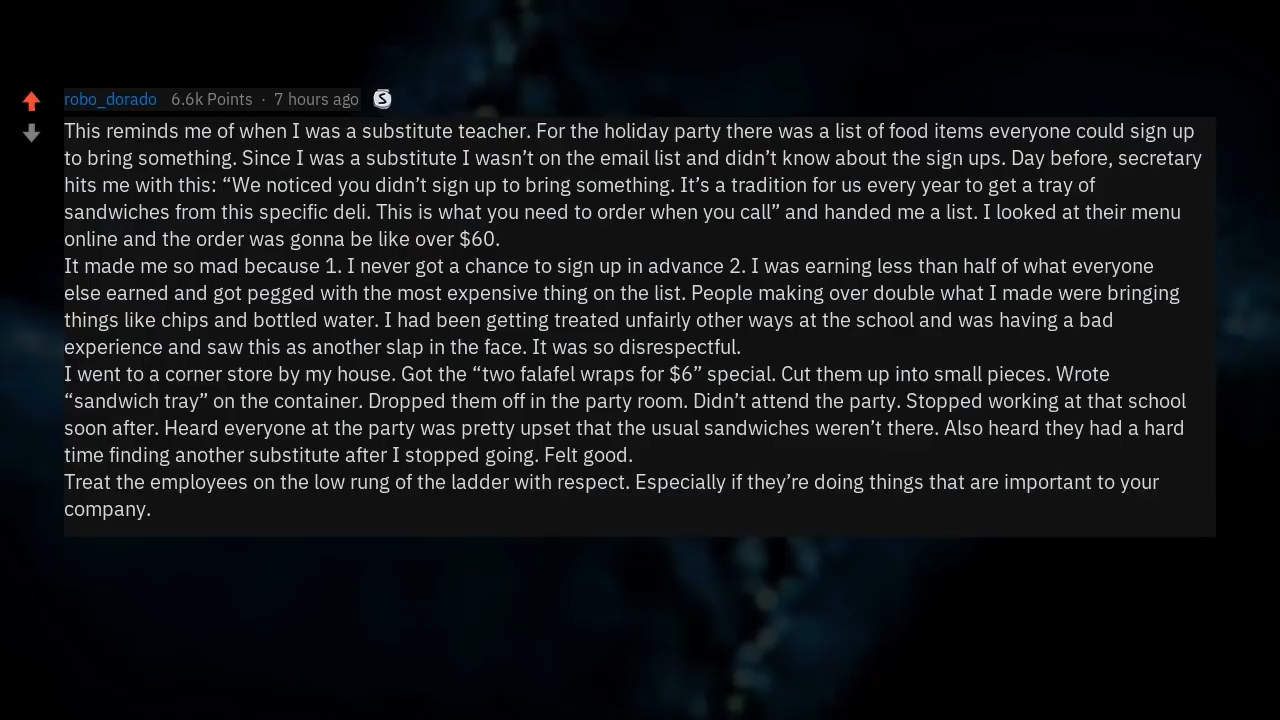 robo_dorado 6.6k Points · 7 hours ago
This reminds me of when I was a substitute teacher. For the holiday party there was a list of food items everyone could sign up
to bring something. Since I was a substitute I wasn’t on the email list and didn’t know about the sign ups. Day before, secretary
hits me with this: “We noticed you didn’t sign up to bring something. It’s a tradition for us every year to get a tray of
sandwiches from this specific deli. This is what you need to order when you call” and handed me a list. I looked at their menu
online and the order was gonna be like over $60.
It made me so mad because 1. I never got a chance to sign up in advance 2. I was earning less than half of what everyone
else earned and got pegged with the most expensive thing on the list. People making over double what I made were bringing
things like chips and bottled water. I had been getting treated unfairly other ways at the school and was having a bad
experience and saw this as another slap in the face. It was so disrespectful.
I went to a corner store by my house. Got the “two falafel wraps for $6” special. Cut them up into small pieces. Wrote
“sandwich tray” on the container. Dropped them off in the party room. Didn’t attend the party. Stopped working at that school
soon after. Heard everyone at the party was pretty upset that the usual sandwiches weren’t there. Also heard they had a hard
time finding another substitute after I stopped going. Felt good.
Treat the employees on the low rung of the ladder with respect. Especially if they’re doing things that are important to your
company.